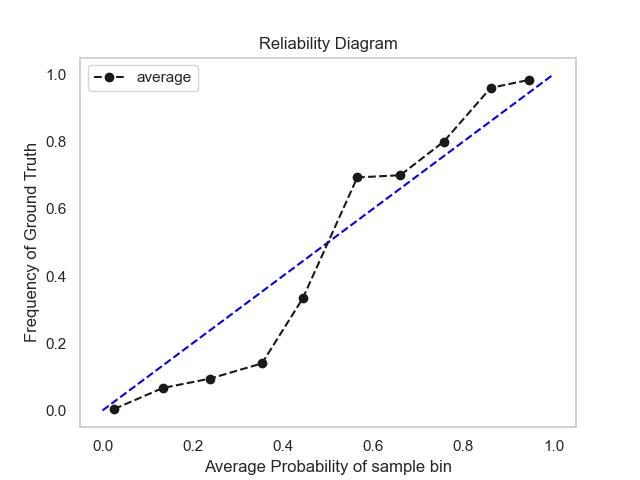 Reliability Diagram
average
Frequency of Ground Truth
1.0
0.8
0.6
0.4
0.2
0.0
0.0 0.2 0.4 0.6 0.8 1.0
Average Probability of sample bin